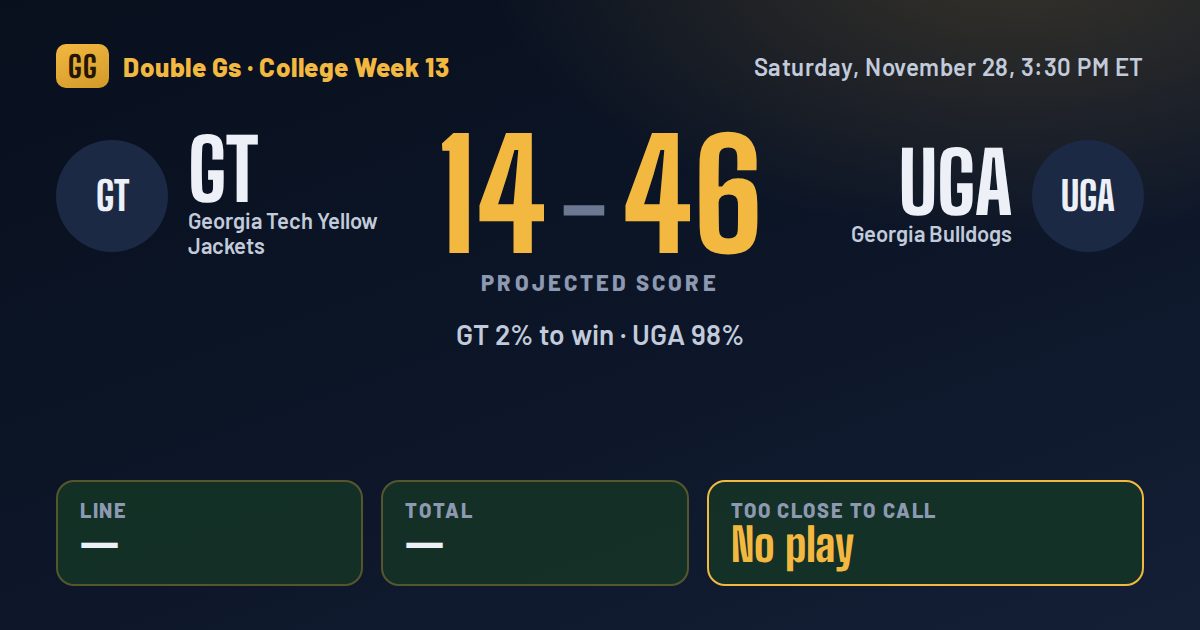 GG Double Gs · College Week 13
Saturday, November 28, 3:30 PM ET
GT
GT
Georgia Tech Yellow
Jackets
14 – 46
PROJECTED SCORE
GT 2% to win · UGA 98%
UGA
Georgia Bulldogs
UGA
LINE
—
TOTAL
—
TOO CLOSE TO CALL
No play